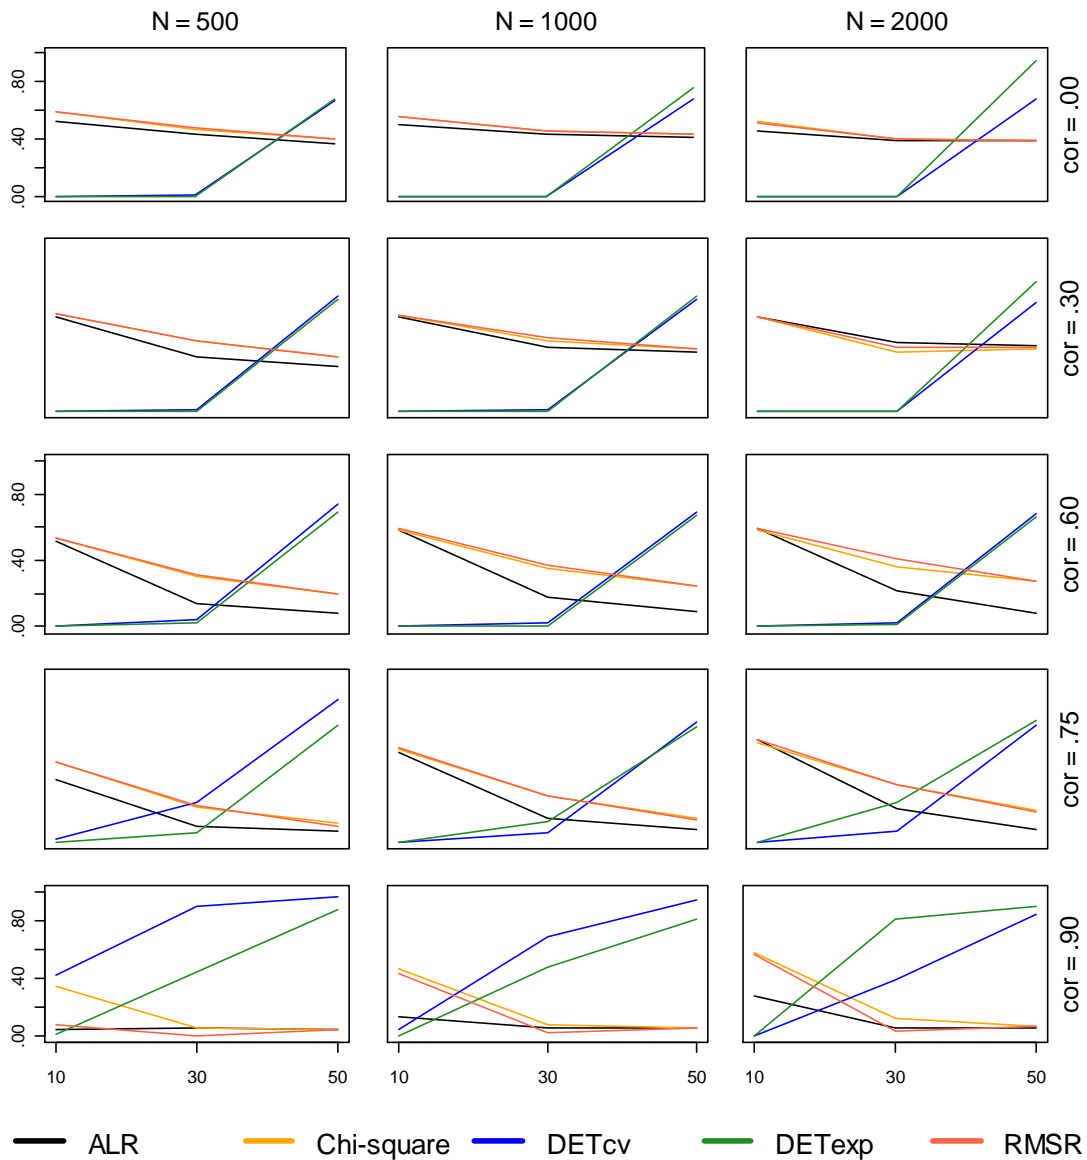 N = 500 N = 1000 N = 2000
.00 .40 .80
cor = .00
cor = .30
.00 .40 .80
cor = .60
cor = .75
.00 .40 .80
cor = .90
10 30 50 10 30 50 10 30 50
ALR Chi-square DETcv DETexp RMSR